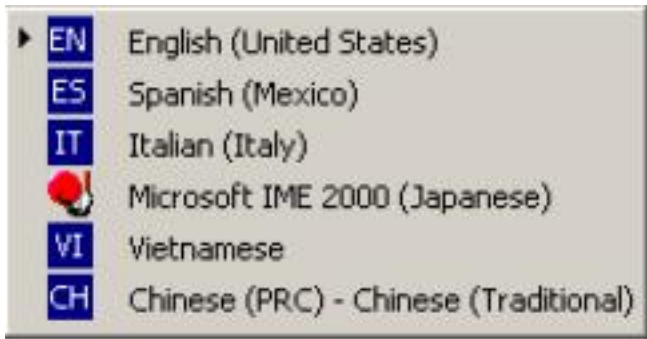 EN English (United States)
ES Spanish (Mexico)
IT Italian (Italy)
Microsoft IME 2000 (Japanese)
VI Vietnamese
CH Chinese (PRC) - Chinese (Traditional)